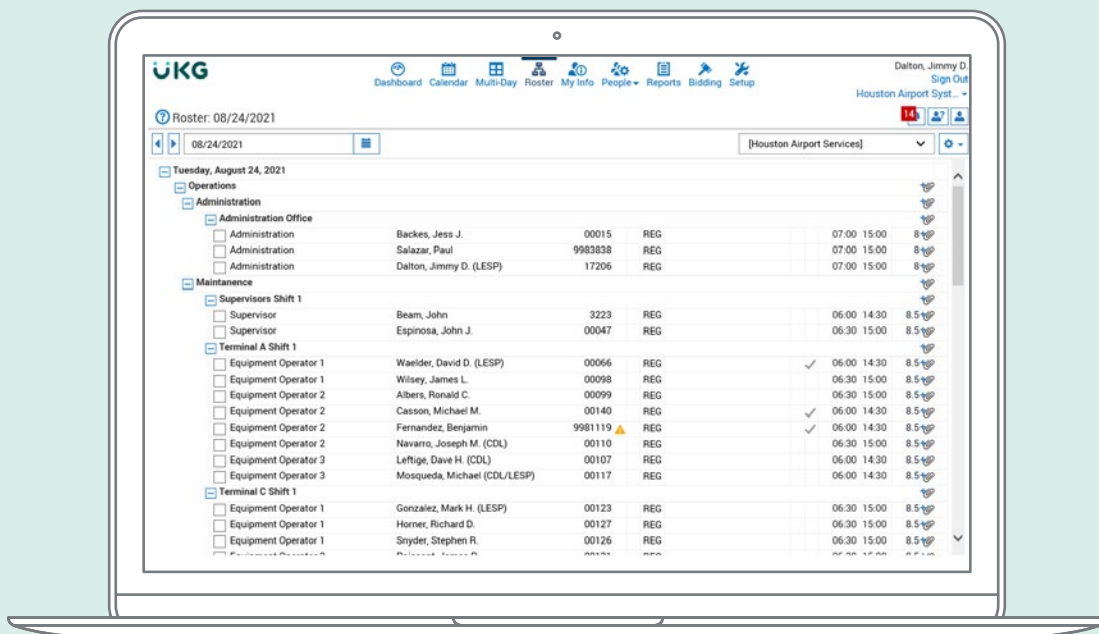 UKG
Dashboard Calendar Multi-Day Roster My Info People Reports Bidding Setup
Dalton, Jimmy D.
Sign Out
Houston Airport Syst...
Roster: 08/24/2021
14
08/24/2021
[Houston Airport Services]
Tuesday, August 24, 2021
Operations
Administration
Administration Office
Administration Backes, Jess J. 00015 REG 07:00 15:00 8
Administration Salazar, Paul 9983838 REG 07:00 15:00 8
Administration Dalton, Jimmy D. (LESP) 17206 REG 07:00 15:00 8
Maintanence
Supervisors Shift 1
Supervisor Beam, John 3223 REG 06:00 14:30 8.5
Supervisor Espinosa, John J. 00047 REG 06:30 15:00 8.5
Terminal A Shift 1
Equipment Operator 1 Waelder, David D. (LESP) 00066 REG 06:00 14:30 8.5
Equipment Operator 1 Wilsey, James L. 00098 REG 06:30 15:00 8.5
Equipment Operator 2 Albers, Ronald C. 00099 REG 06:30 15:00 8.5
Equipment Operator 2 Casson, Michael M. 00140 REG 06:00 14:30 8.5
Equipment Operator 2 Fernandez, Benjamin 9981119 REG 06:00 14:30 8.5
Equipment Operator 2 Navarro, Joseph M. (CDL) 00110 REG 06:30 15:00 8.5
Equipment Operator 3 Leftige, Dave H. (CDL) 00107 REG 06:00 14:30 8.5
Equipment Operator 3 Mosqueda, Michael (CDL/LESP) 00117 REG 06:00 14:30 8.5
Terminal C Shift 1
Equipment Operator 1 Gonzalez, Mark H. (LESP) 00123 REG 06:30 15:00 8.5
Equipment Operator 1 Horner, Richard D. 00127 REG 06:30 15:00 8.5
Equipment Operator 1 Snyder, Stephen R. 00126 REG 06:30 15:00 8.5